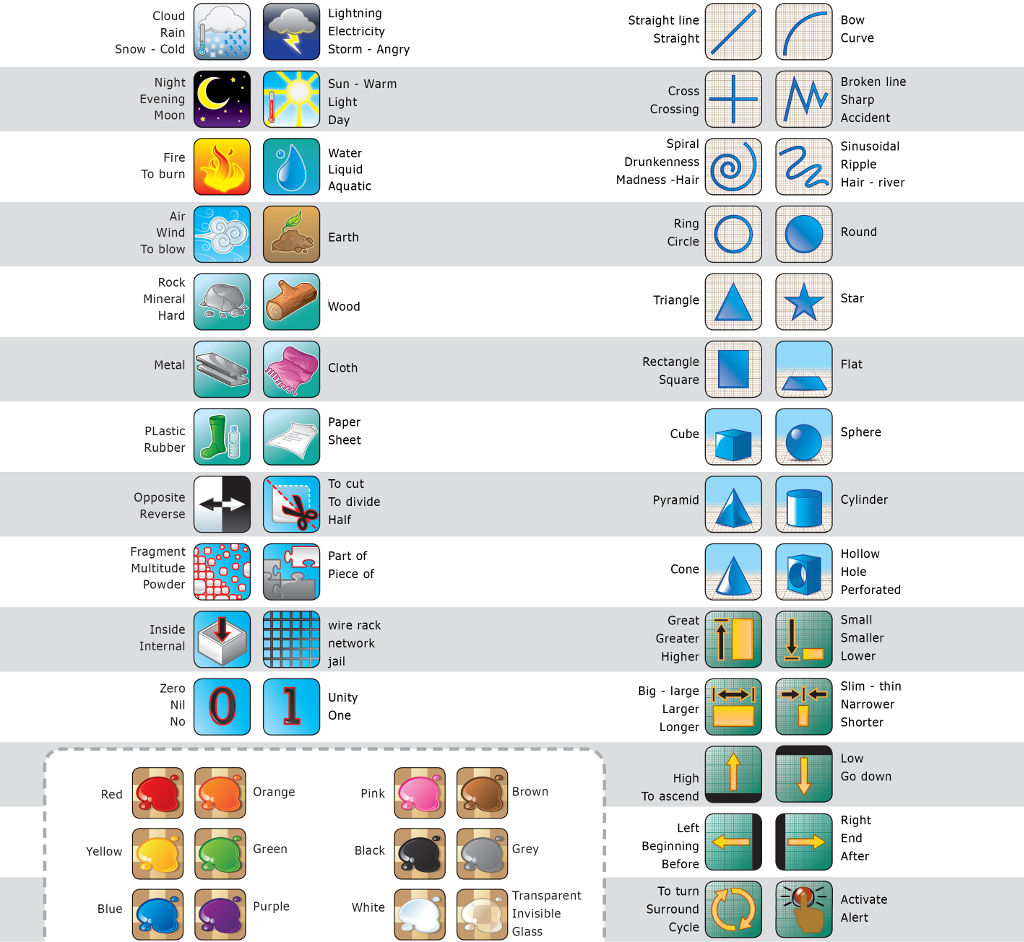 Cloud
Rain
Snow - Cold
Lightning
Electricity
Storm - Angry
Night
Evening
Moon
Sun - Warm
Light
Day
Fire
To burn
Water
Liquid
Aquatic
Air
Wind
To blow
Earth
Rock
Mineral
Hard
Wood
Metal
Cloth
PLastic
Rubber
Paper
Sheet
Opposite
Reverse
To cut
To divide
Half
Fragment
Multitude
Powder
Part of
Piece of
Inside
Internal
wire rack
network
jail
Zero
Nil
No
0
1
Unity
One
Red
Orange
Pink
Brown
Yellow
Green
Black
Grey
Blue
Purple
White
Transparent
Invisible
Glass
Straight line
Straight
Bow
Curve
Cross
Crossing
Broken line
Sharp
Accident
Spiral
Drunkenness
Madness -Hair
Sinusoidal
Ripple
Hair - river
Ring
Circle
Round
Triangle
Star
Rectangle
Square
Flat
Cube
Sphere
Pyramid
Cylinder
Cone
Hollow
Hole
Perforated
Great
Greater
Higher
Small
Smaller
Lower
Big - large
Larger
Longer
Slim - thin
Narrower
Shorter
High
To ascend
Low
Go down
Left
Beginning
Before
Right
End
After
To turn
Surround
Cycle
Activate
Alert